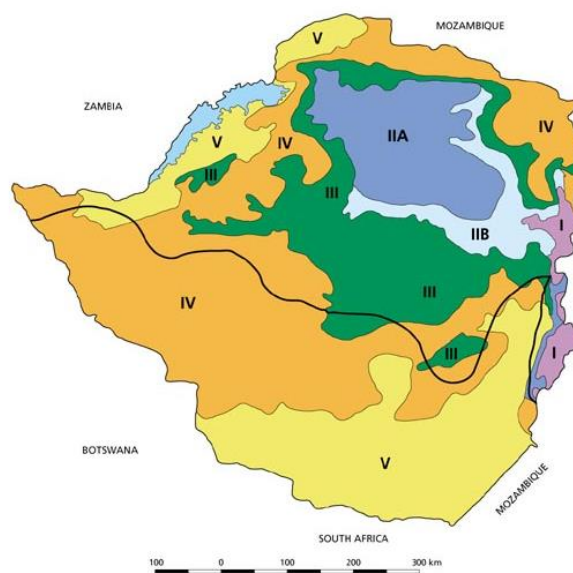 MOZAMBIQUE
V
ZAMBIA
IIA
IV
V
IV
III
III
I
IIB
III
IV
III
I
BOTSWANA
V
MOZAMBIQUE
SOUTH AFRICA
100 0 100 200 300 km